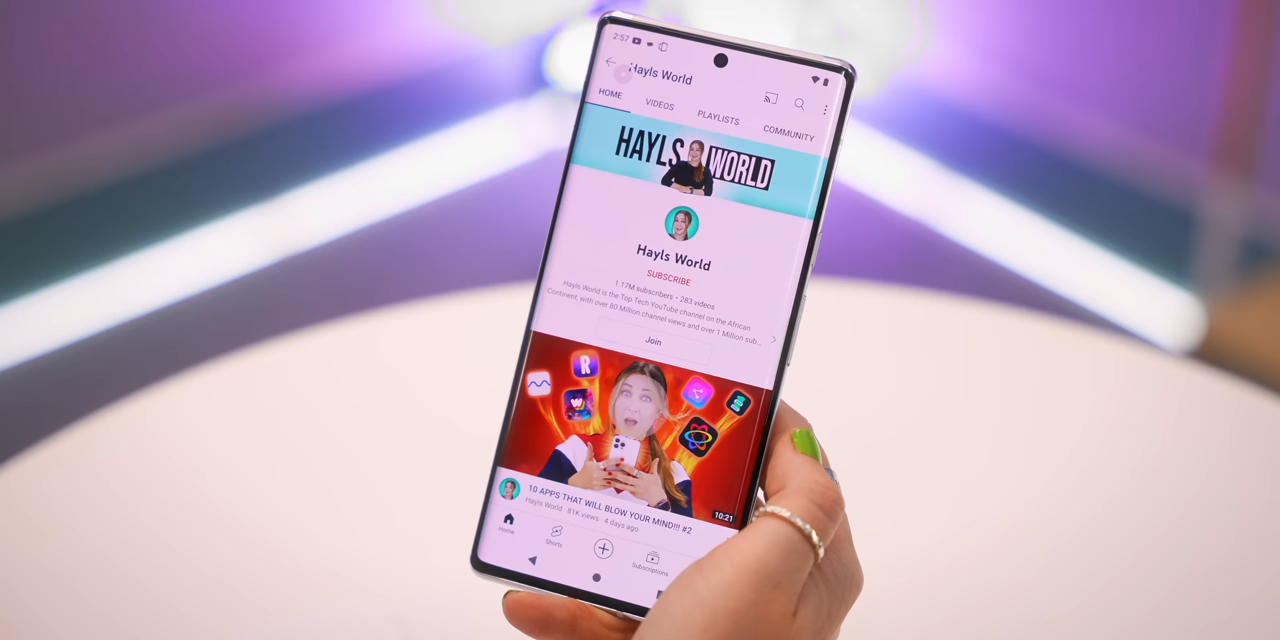 2:57
Hayls World
HOME VIDEOS PLAYLISTS COMMUNITY
HAYLS WORLD
Hayls World
SUBSCRIBE
1.17M subscribers • 283 videos
Hayls World is the Top Tech YouTube channel on the African
Continent, with over 80 Million channel views and over 1 Million sub...
Join
R
W
10:21
10 APPS THAT WILL BLOW YOUR MIND!!! #2
Hayls World 81K views 4 days ago
Home Shorts Subscriptions